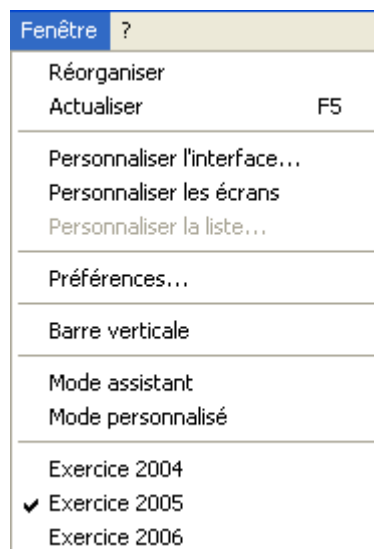 Fenêtre ?
Réorganiser
Actualiser F5
Personnaliser l'interface...
Personnaliser les écrans
Personnaliser la liste...
Préférences...
Barre verticale
Mode assistant
Mode personnalisé
Exercice 2004
✔ Exercice 2005
Exercice 2006